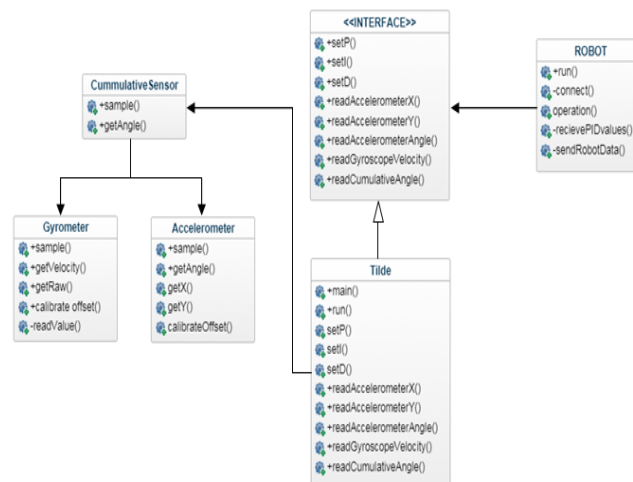 <<INTERFACE>>
+setP()
+setI()
+setD()
+readAccelerometerX()
+readAccelerometerY()
+readAccelerometerAngle()
+readGyroscopeVelocity()
+readCumulativeAngle()
ROBOT
+run()
-connect()
operation()
-recievePIDvalues()
-sendRobotData()
CummulativeSensor
+sample()
+getAngle()
Gyrometer
+sample()
+getVelocity()
+getRaw()
+calibrate offset()
-readValue()
Accelerometer
+sample()
+getAngle()
getX()
getY()
calibrateOffset()
Tilde
+main()
+run()
setP()
setI()
setD()
+readAccelerometerX()
+readAccelerometerY()
+readAccelerometerAngle()
+readGyroscopeVelocity()
+readCumulativeAngle()